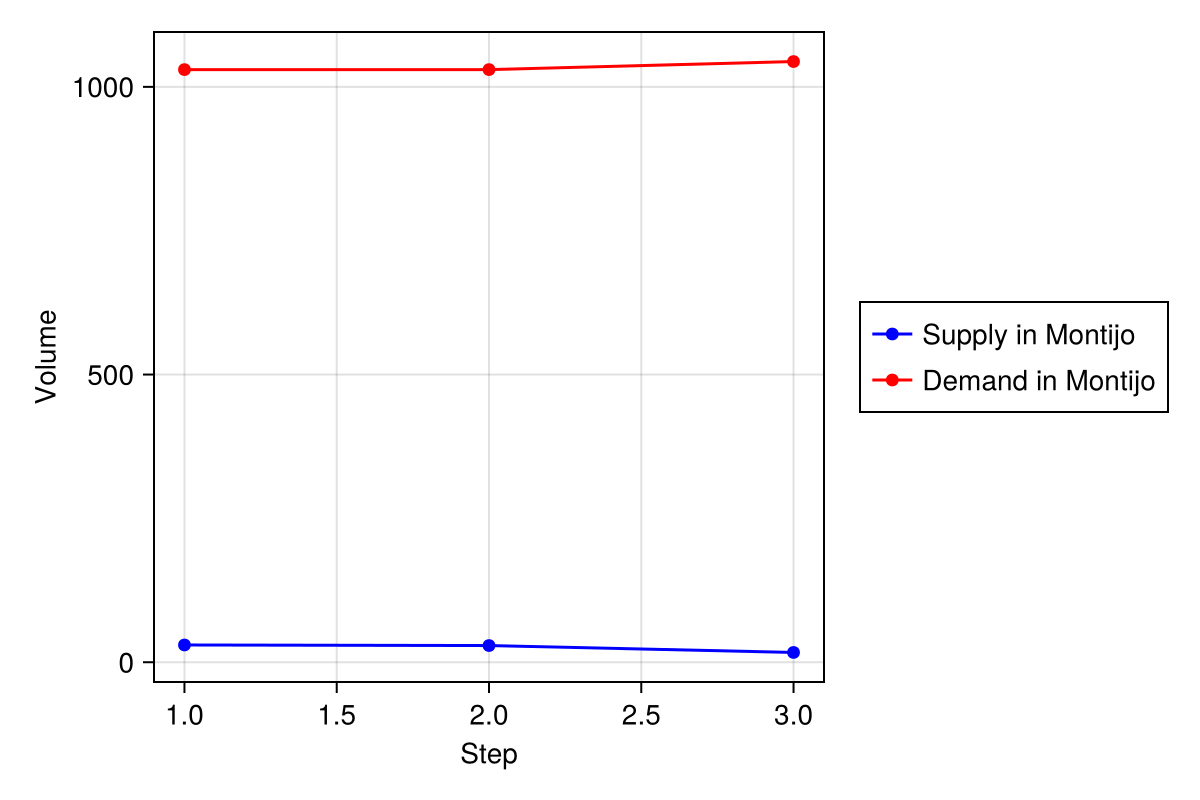 1000
500
0
Volume
1.0 1.5 2.0 2.5 3.0
Step
Supply in Montijo
Demand in Montijo